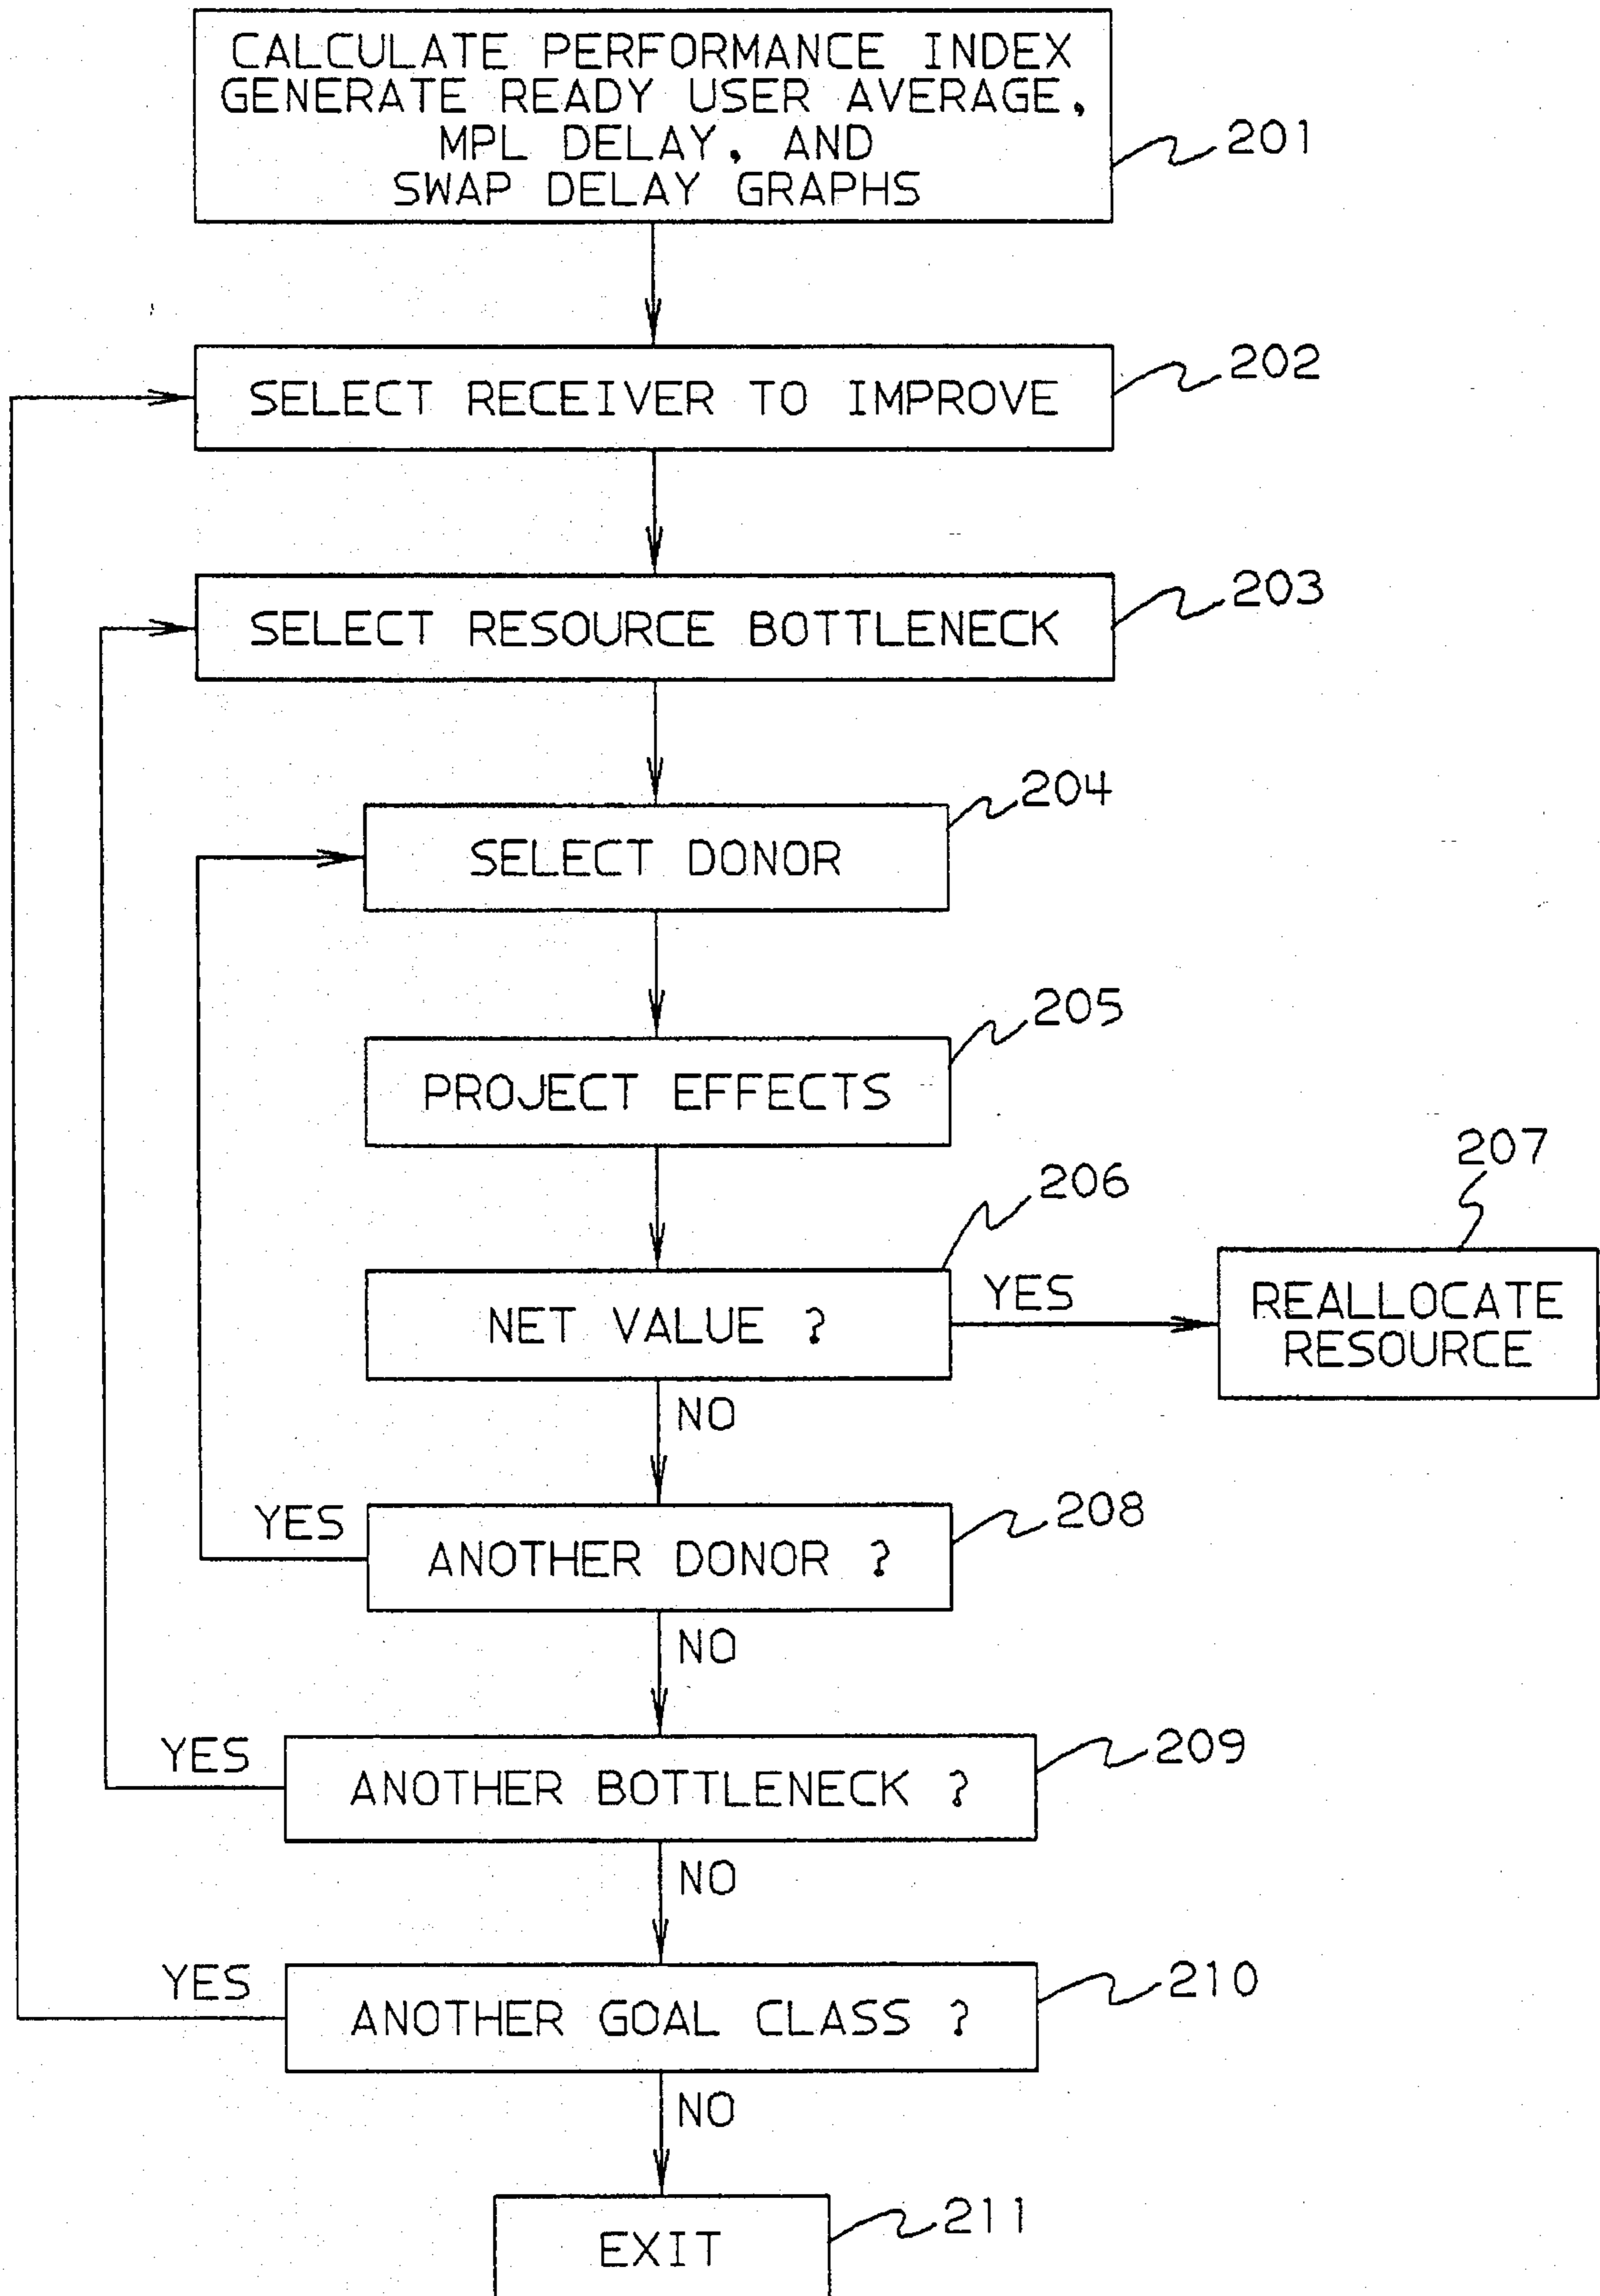 CALCULATE PERFORMANCE INDEX
GENERATE READY USER AVERAGE,
MPL DELAY, AND
SWAP DELAY GRAPHS
201
SELECT RECEIVER TO IMPROVE
202
SELECT RESOURCE BOTTLENECK
203
SELECT DONOR
204
PROJECT EFFECTS
205
NET VALUE ?
206
YES
REALLOCATE
RESOURCE
207
NO
YES
ANOTHER DONOR ?
208
NO
YES
ANOTHER BOTTLENECK ?
209
NO
YES
ANOTHER GOAL CLASS ?
210
NO
EXIT
211